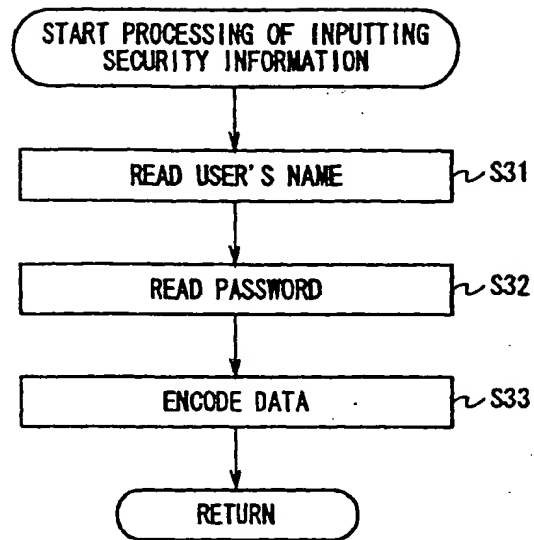 START PROCESSING OF INPUTTING
SECURITY INFORMATION
READ USER'S NAME
S31
READ PASSWORD
S32
ENCODE DATA
S33
RETURN